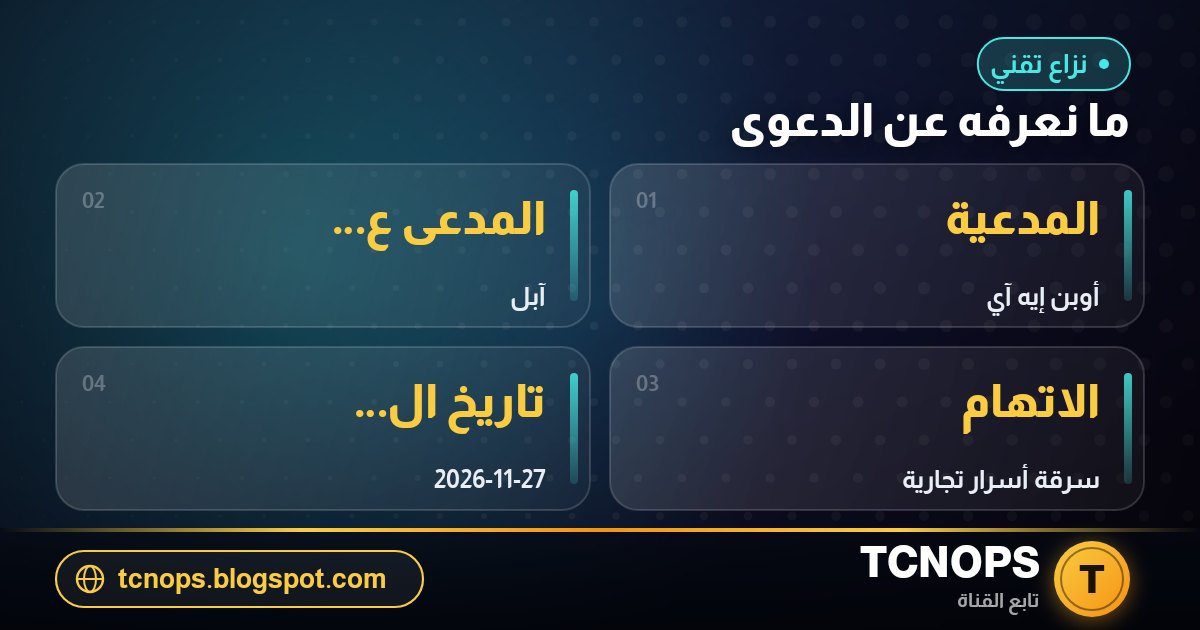 نزاع تقني
ما نعرفه عن الدعوى
01
المدعية
أوبن إيه آي
02
المدعى ع...
آبل
03
الاتهام
سرقة أسرار تجارية
04
تاريخ ال...
2026-11-27
T
TCNOPS
تابع القناة
tcnops.blogspot.com